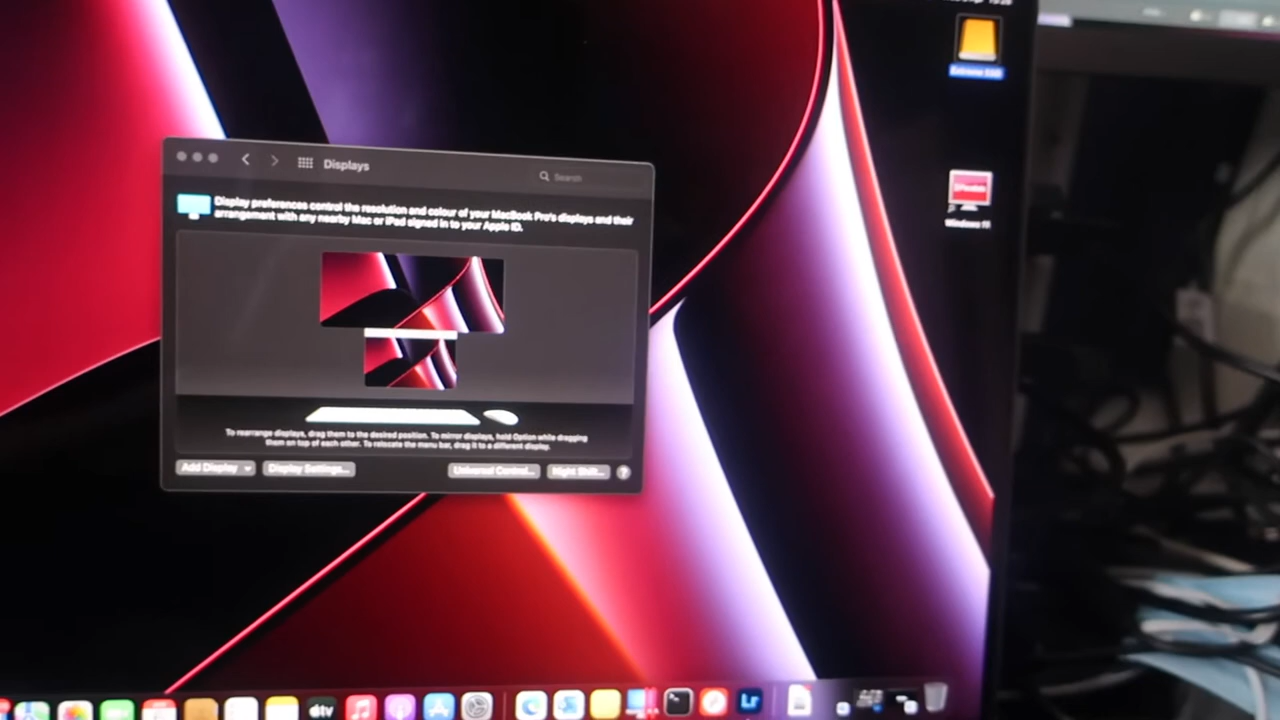 Displays
Search
Display preferences control the resolution and colour of your MacBook Pro's displays and their
arrangement with any nearby Mac or iPad signed in to your Apple ID.
To rearrange displays, drag them to the desired position. To mirror displays, hold Option while dragging
them on top of each other. To relocate the menu bar, drag it to a different display.
Add Display
Display Settings...
Universal Control...
Night Shift...
?
Extreme SSD
Windows 11
tv
Lr